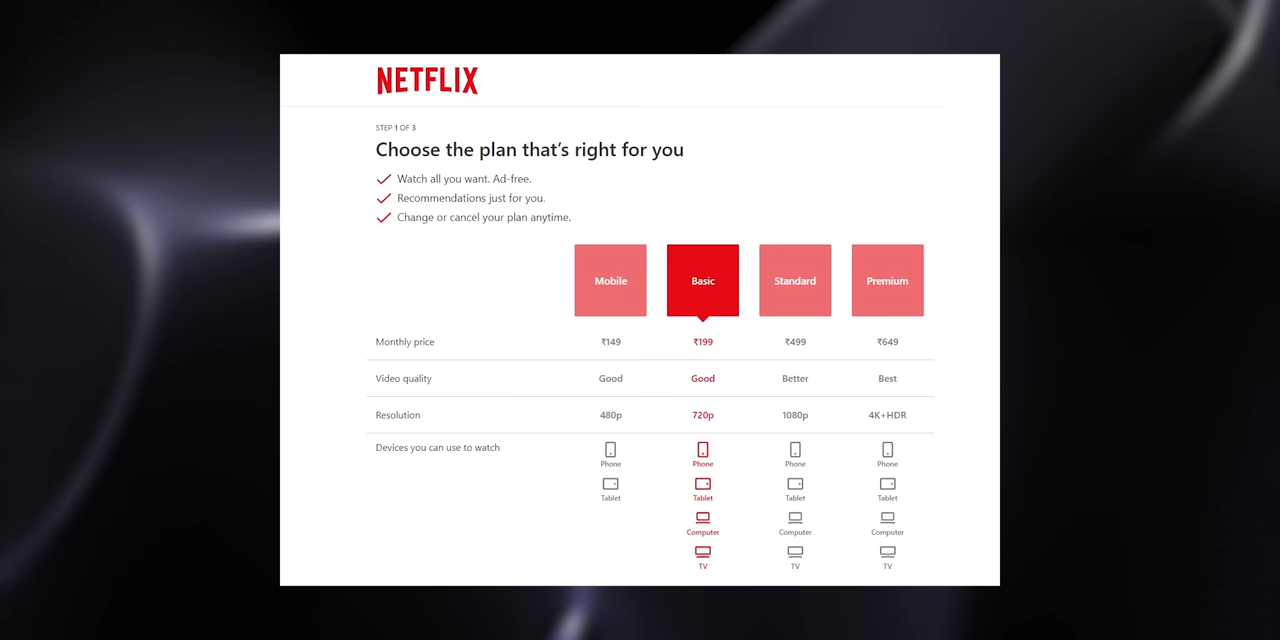 NETFLIX
STEP 1 OF 3
Choose the plan that's right for you
Watch all you want. Ad-free.
Recommendations just for you.
Change or cancel your plan anytime.
Mobile Basic Standard Premium
Monthly price ₹149 ₹199 ₹499 ₹649
Video quality Good Good Better Best
Resolution 480p 720p 1080p 4K+HDR
Devices you can use to watch
Phone Phone Phone Phone
Tablet Tablet Tablet Tablet
Computer Computer Computer
TV TV TV